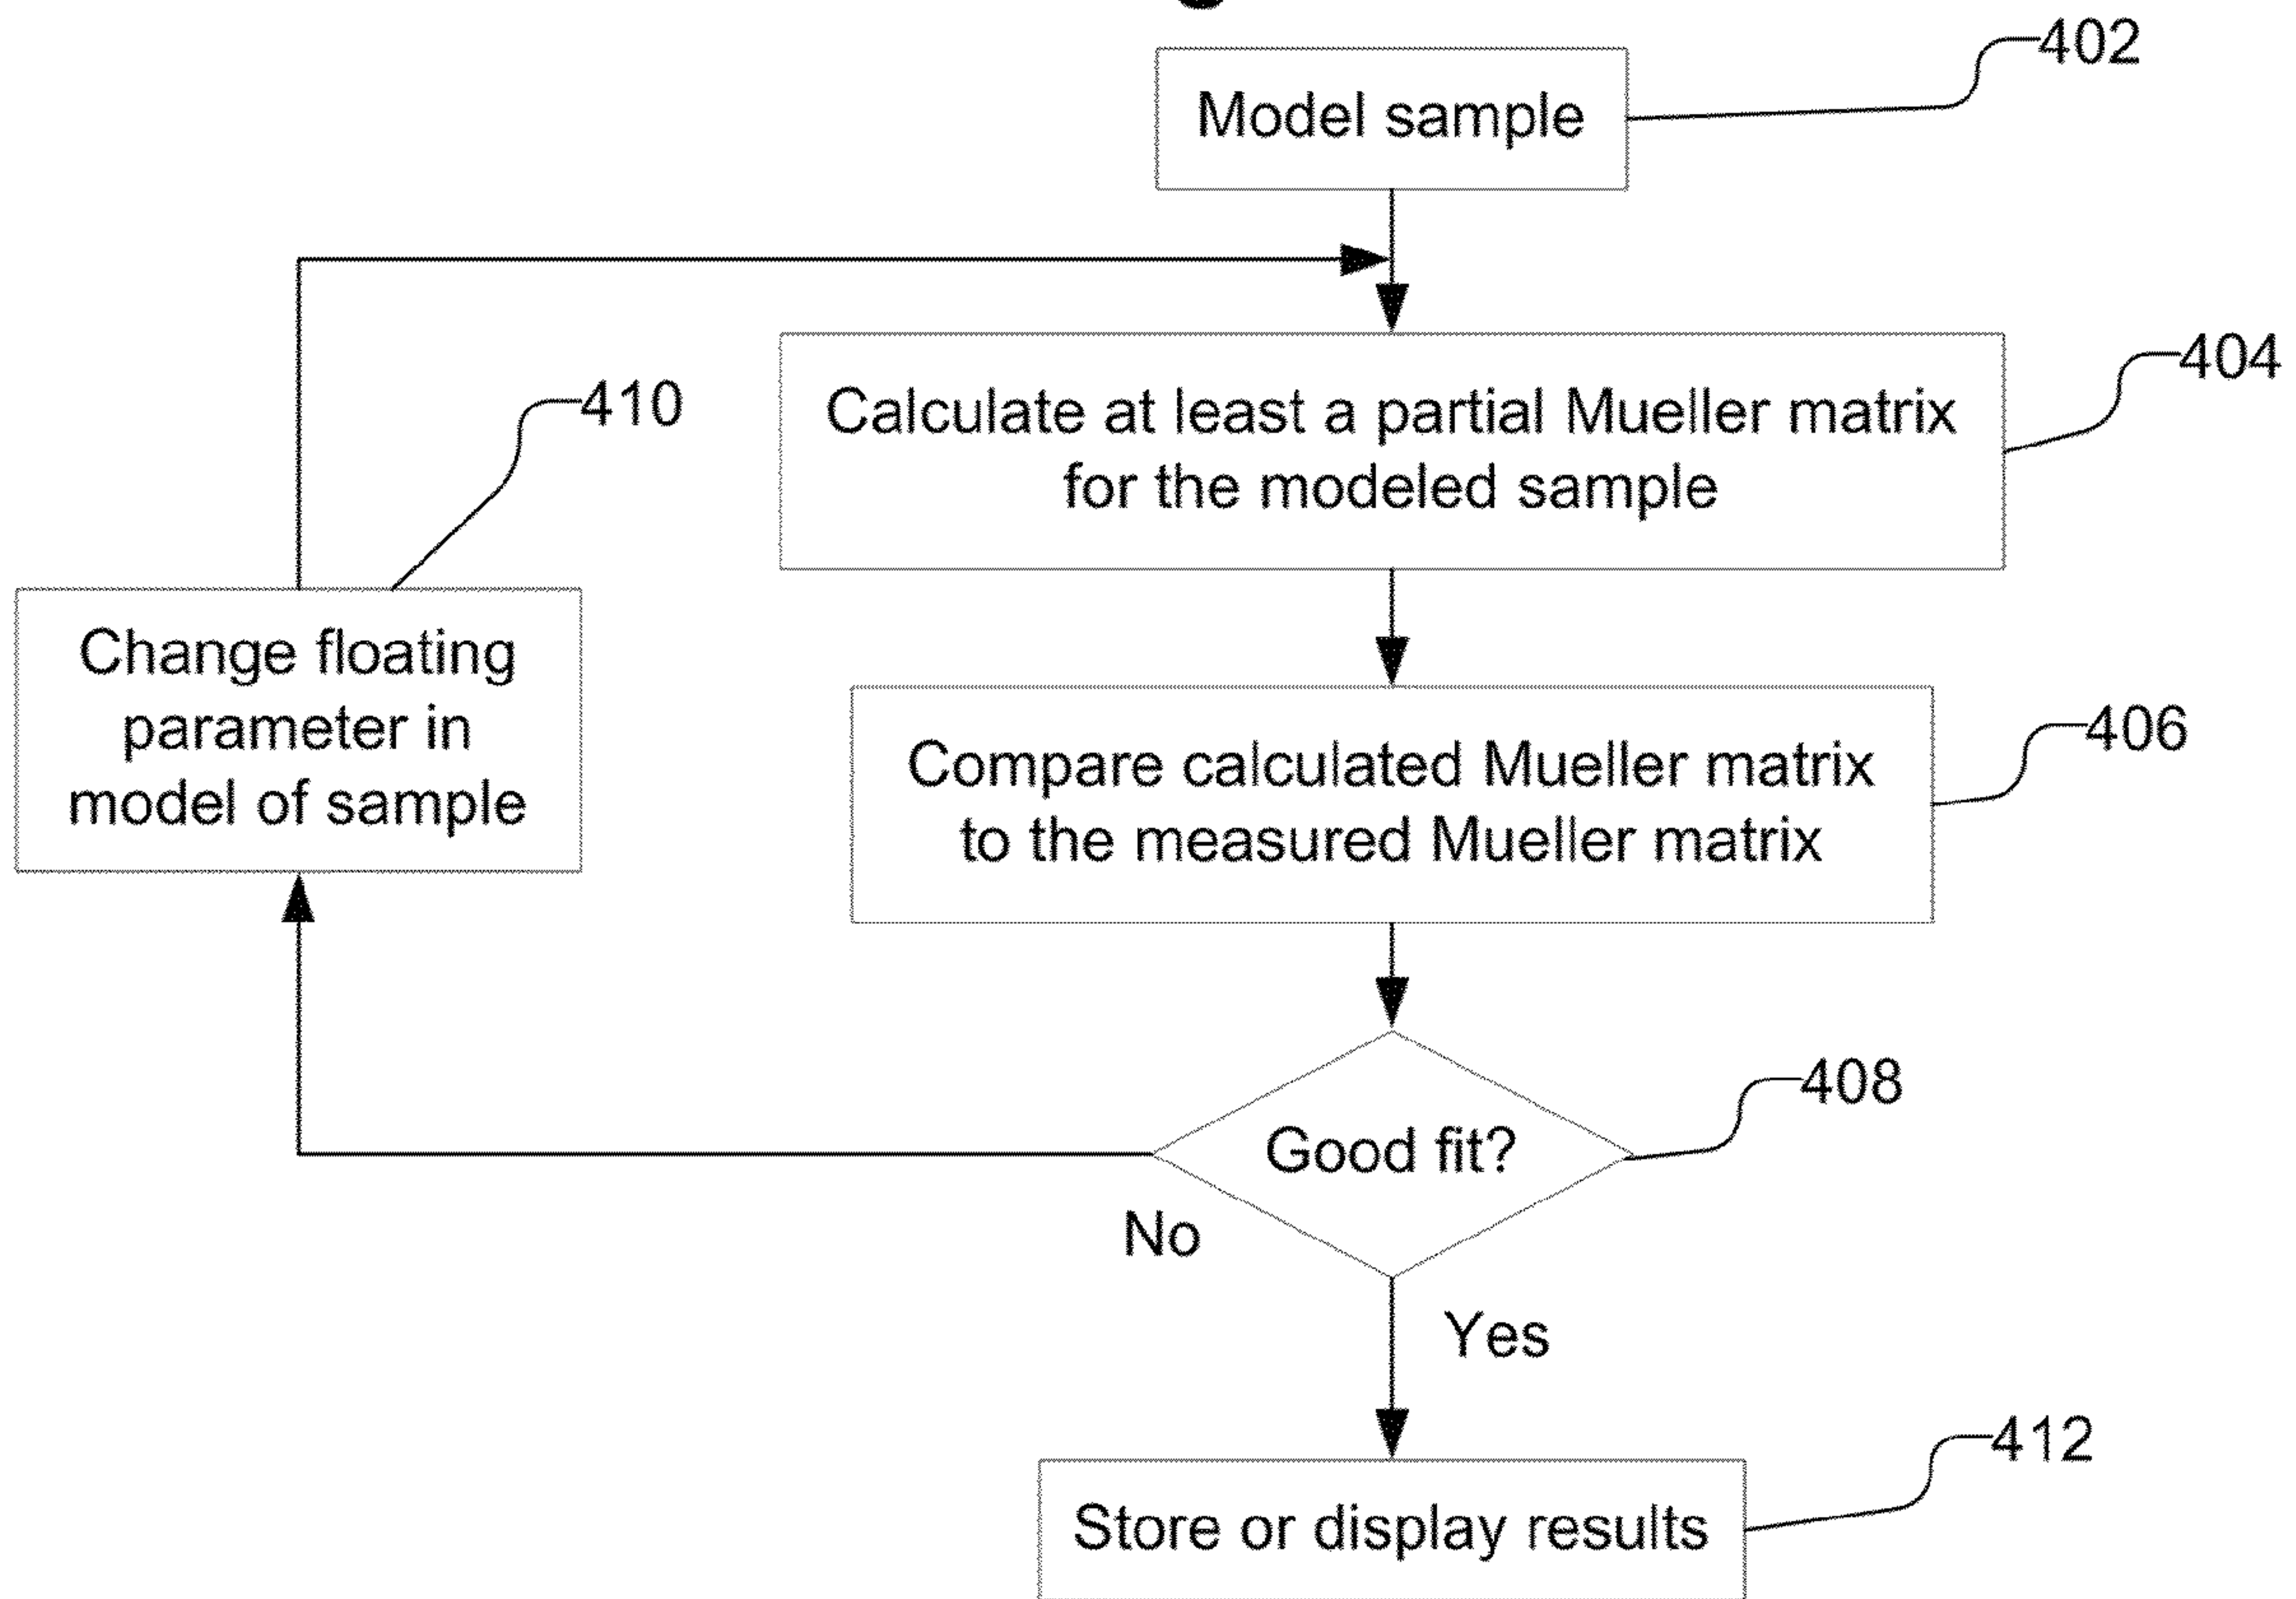 402
Model sample
404
Calculate at least a partial Mueller matrix
for the modeled sample
410
Change floating
parameter in
model of sample
406
Compare calculated Mueller matrix
to the measured Mueller matrix
408
Good fit?
No
Yes
412
Store or display results